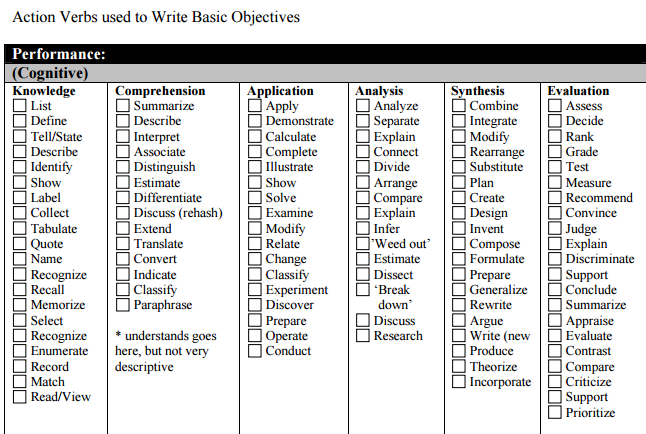 Action Verbs used to Write Basic Objectives
Performance:
(Cognitive)
Knowledge
List
Define
Tell/State
Describe
Identify
Show
Label
Collect
Tabulate
Quote
Name
Recognize
Recall
Memorize
Select
Recognize
Enumerate
Record
Match
Read/View
Comprehension
Summarize
Describe
Interpret
Associate
Distinguish
Estimate
Differentiate
Discuss (rehash)
Extend
Translate
Convert
Indicate
Classify
Paraphrase
* understands goes
here, but not very
descriptive
Application
Apply
Demonstrate
Calculate
Complete
Illustrate
Show
Solve
Examine
Modify
Relate
Change
Classify
Experiment
Discover
Prepare
Operate
Conduct
Analysis
Analyze
Separate
Explain
Connect
Divide
Arrange
Compare
Explain
Infer
’Weed out’
Estimate
Dissect
‘Break
down’
Discuss
Research
Synthesis
Combine
Integrate
Modify
Rearrange
Substitute
Plan
Create
Design
Invent
Compose
Formulate
Prepare
Generalize
Rewrite
Argue
Write (new
Produce
Theorize
Incorporate
Evaluation
Assess
Decide
Rank
Grade
Test
Measure
Recommend
Convince
Judge
Explain
Discriminate
Support
Conclude
Summarize
Appraise
Evaluate
Contrast
Compare
Criticize
Support
Prioritize